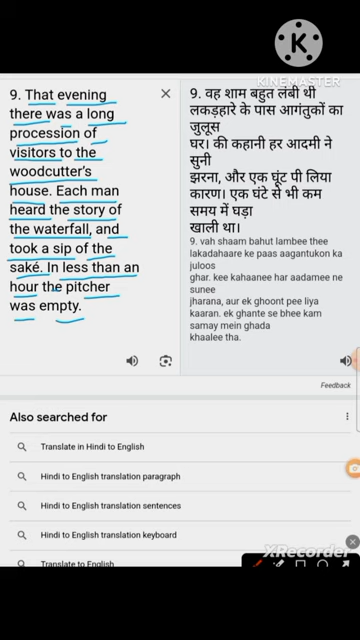 KINEMASTER
9. That evening
there was a long
procession of
visitors to the
woodcutter's
house. Each man
heard the story of
the waterfall, and
took a sip of the
saké. In less than an
hour the pitcher
was empty.
9. वह शाम बहुत लंबी थी
लकड़हारे के पास आगंतुकों का
जुलूस
घर। की कहानी हर आदमी ने
सुनी
झरना, और एक घूंट पी लिया
कारण। एक घंटे से भी कम
समय में घड़ा
खाली था।
9. vah shaam bahut lambee thee
lakadahaare ke paas aagantukon ka
juloos
ghar. kee kahaanee har aadamee ne
sunee
jharana, aur ek ghoont pee liya
kaaran. ek ghante se bhee kam
samay mein ghada
khaalee tha.
Feedback
Also searched for
Translate in Hindi to English
Hindi to English translation paragraph
Hindi to English translation sentences
Hindi to English translation keyboard
Translate to English
XRecorder